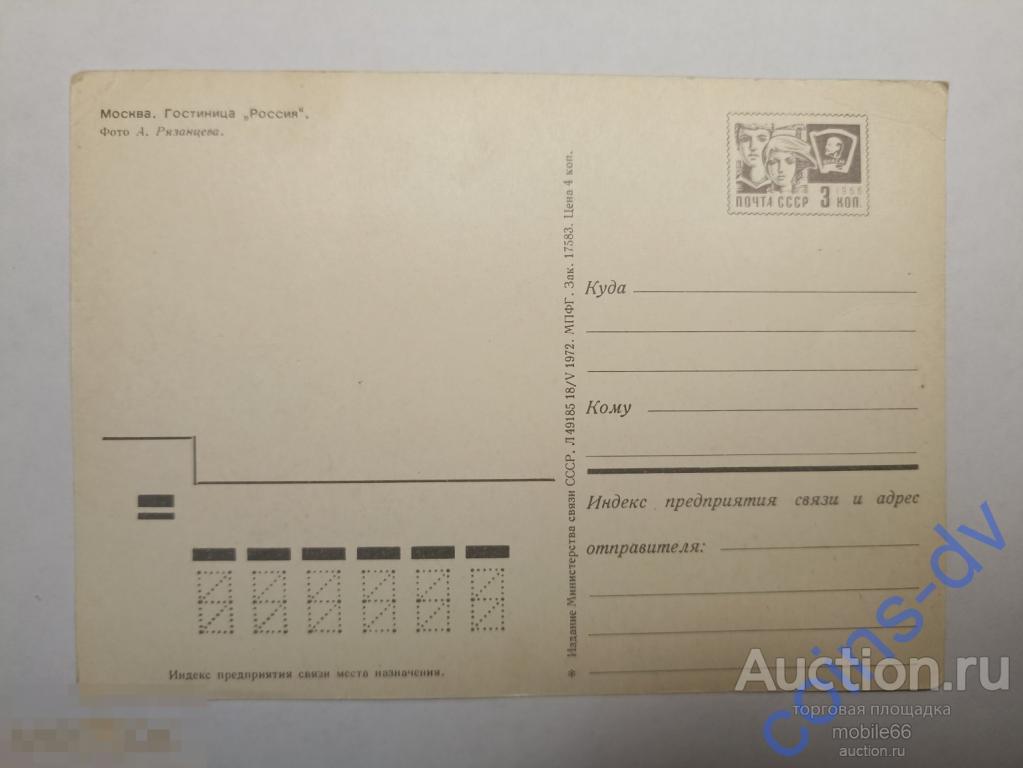 Москва. Гостиница „Россия".
Фото А. Рязанцева.
ПОЧТА СССР 3 КОП.
1966
Издание Министерства связи СССР. Л 49185 18/V 1972. МПФГ. Зак. 17583. Цена 4 коп.
Куда
Кому
Индекс предприятия связи и адрес
отправителя:
Индекс предприятия связи места назначения.
coins-dv
Auction.ru
торговая площадка
mobile66
auction.ru